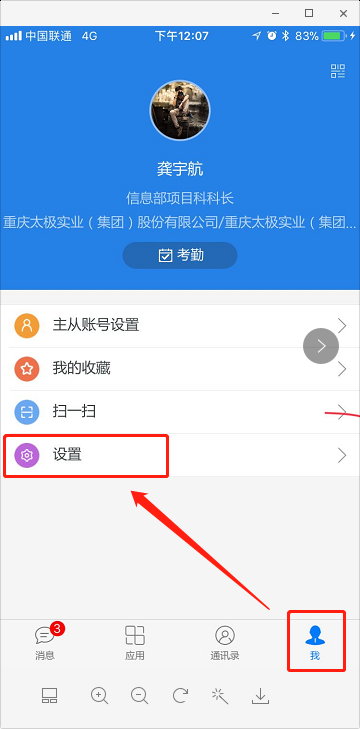 中国联通 4G 下午12:07 83%
龚宇航
信息部项目科科长
重庆太极实业（集团）股份有限公司/重庆太极实业（集团...
考勤
主从账号设置
我的收藏
扫一扫
设置
3
消息 应用 通讯录 我